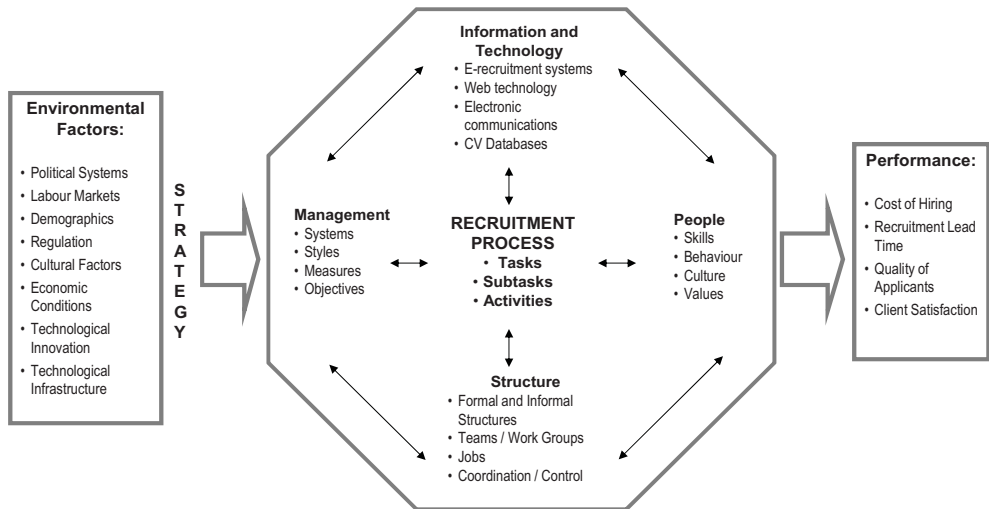 Environmental
Factors:
• Political Systems
• Labour Markets
• Demographics
• Regulation
• Cultural Factors
• Economic
Conditions
• Technological
Innovation
• Technological
Infrastructure
S
T
R
A
T
E
G
Y
Information and
Technology
• E-recruitment systems
• Web technology
• Electronic
communications
• CV Databases
Management
• Systems
• Styles
• Measures
• Objectives
RECRUITMENT
PROCESS
• Tasks
• Subtasks
• Activities
People
• Skills
• Behaviour
• Culture
• Values
Structure
• Formal and Informal
Structures
• Teams / Work Groups
• Jobs
• Coordination / Control
Performance:
• Cost of Hiring
• Recruitment Lead
Time
• Quality of
Applicants
• Client Satisfaction